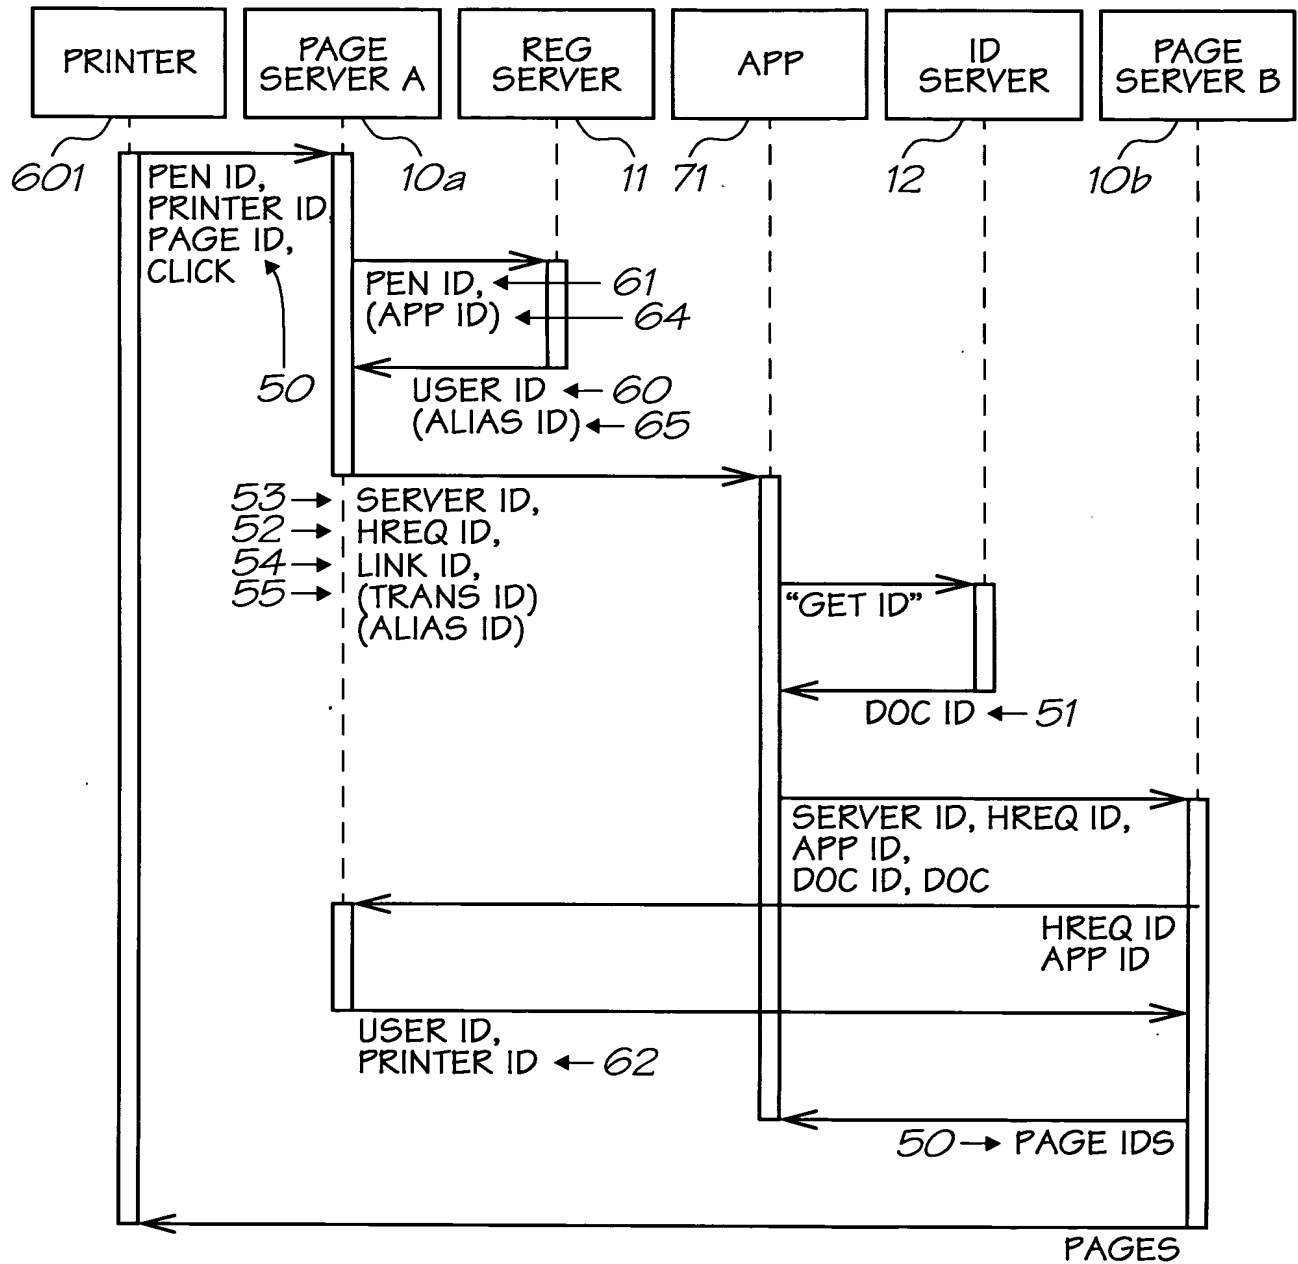 PRINTER
PAGE
SERVER A
REG
SERVER
APP
ID
SERVER
PAGE
SERVER B
601
10a
11
71
12
10b
PEN ID,
PRINTER ID
PAGE ID,
CLICK
50
PEN ID,
61
(APP ID)
64
USER ID
60
(ALIAS ID)
65
53
SERVER ID,
52
HREQ ID,
54
LINK ID,
55
(TRANS ID)
(ALIAS ID)
“GET ID”
DOC ID
51
SERVER ID, HREQ ID,
APP ID,
DOC ID, DOC
HREQ ID
APP ID
USER ID,
PRINTER ID
62
50
PAGE IDS
PAGES